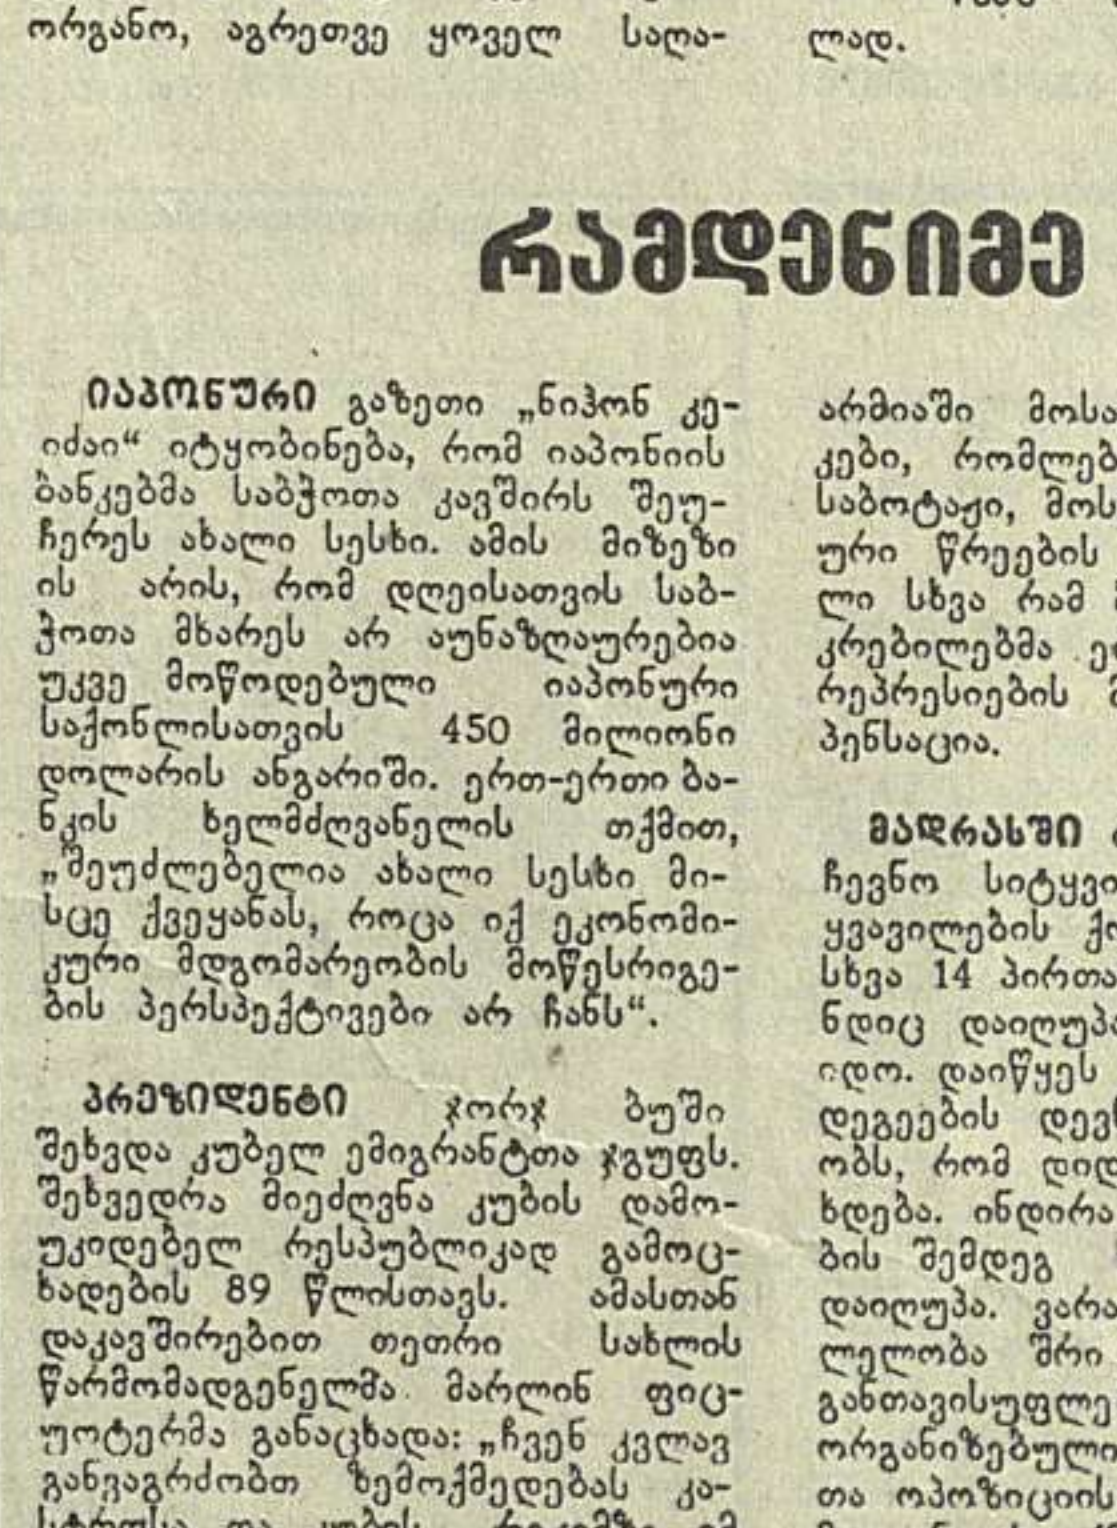 ორგანო, აგრეთვე ყოველ საღა-
ლად.
რამდენიმე
იაპონური გაზეთი „ნიჰონ კე-
იძაი“ იტყობინება, რომ იაპონიის
ბანკებმა საბჭოთა კავშირს შეუ-
ჩერეს ახალი სესხი. ამის მიზეზი
ის არის, რომ დღეისათვის საბ-
ჭოთა მხარეს არ აუნაზღაურებია
უკვე მოწოდებული იაპონური
საქონლისათვის 450 მილიონი
დოლარის ანგარიში. ერთ-ერთი ბა-
ნკის ხელმძღვანელის თქმით,
„შეუძლებელია ახალი სესხი მი-
სცე ქვეყანას, როცა იქ ეკონომი-
კური მდგომარეობის მოწესრიგე-
ბის პერსპექტივები არ ჩანს“.
პრეზიდენტი ჯორჯ ბუში
შეხვდა კუბელ ემიგრანტთა ჯგუფს.
შეხვედრა მიეძღვნა კუბის დამო-
უკიდებელ რესპუბლიკად გამოც-
ხადების 89 წლისთავს. ამასთან
დაკავშირებით თეთრი სახლის
წარმომადგენელმა მარლინ ფიც-
უოტერმა განაცხადა: „ჩვენ კვლავ
განვაგრძობთ ზემოქმედებას კა-
არმიაში
კები,
საბოტაჟი,
ური წრეების
ლი სხვა რამ
კრებილებმა
რეპრესიების
პენსაცია.
მადრასში
ჩევნო
ყვავილების
სხვა 14
ნდიც
იდო. დაიწყეს
დეგეების
ობს, რომ
ხდება. ინდირა
ბის შემდეგ
დაიღუპა.
ლელობა შრი
განთავისუფლე
ორგანიზებული
თა ოპოზიციის